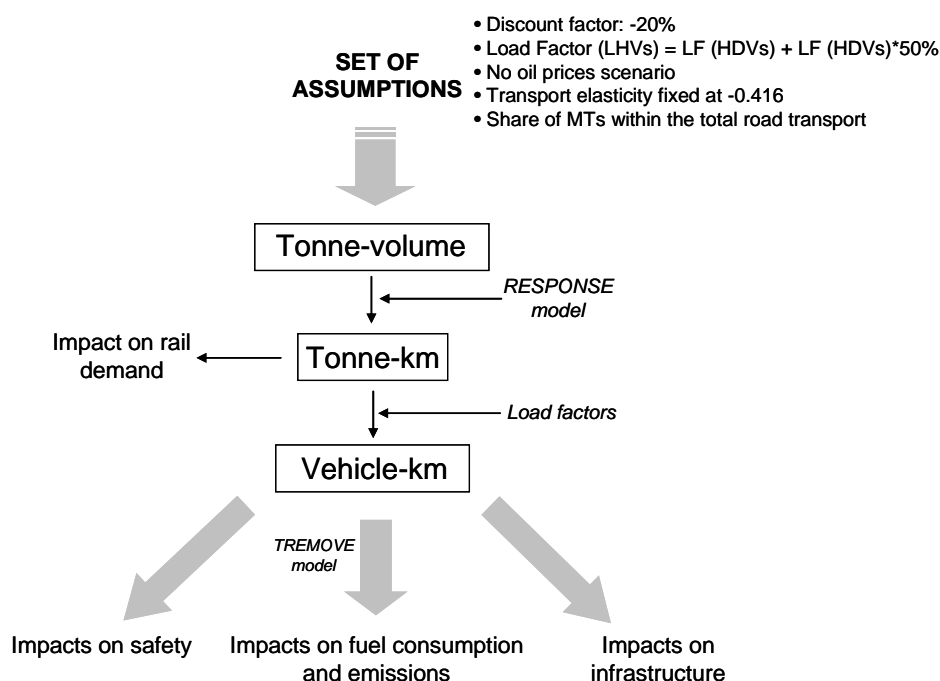 SET OF
ASSUMPTIONS
• Discount factor: -20%
• Load Factor (LHVs) = LF (HDVs) + LF (HDVs)*50%
• No oil prices scenario
• Transport elasticity fixed at -0.416
• Share of MTs within the total road transport
Tonne-volume
RESPONSE
model
Impact on rail
demand
Tonne-km
Load factors
Vehicle-km
TREMOVE
model
Impacts on safety
Impacts on fuel consumption
and emissions
Impacts on
infrastructure